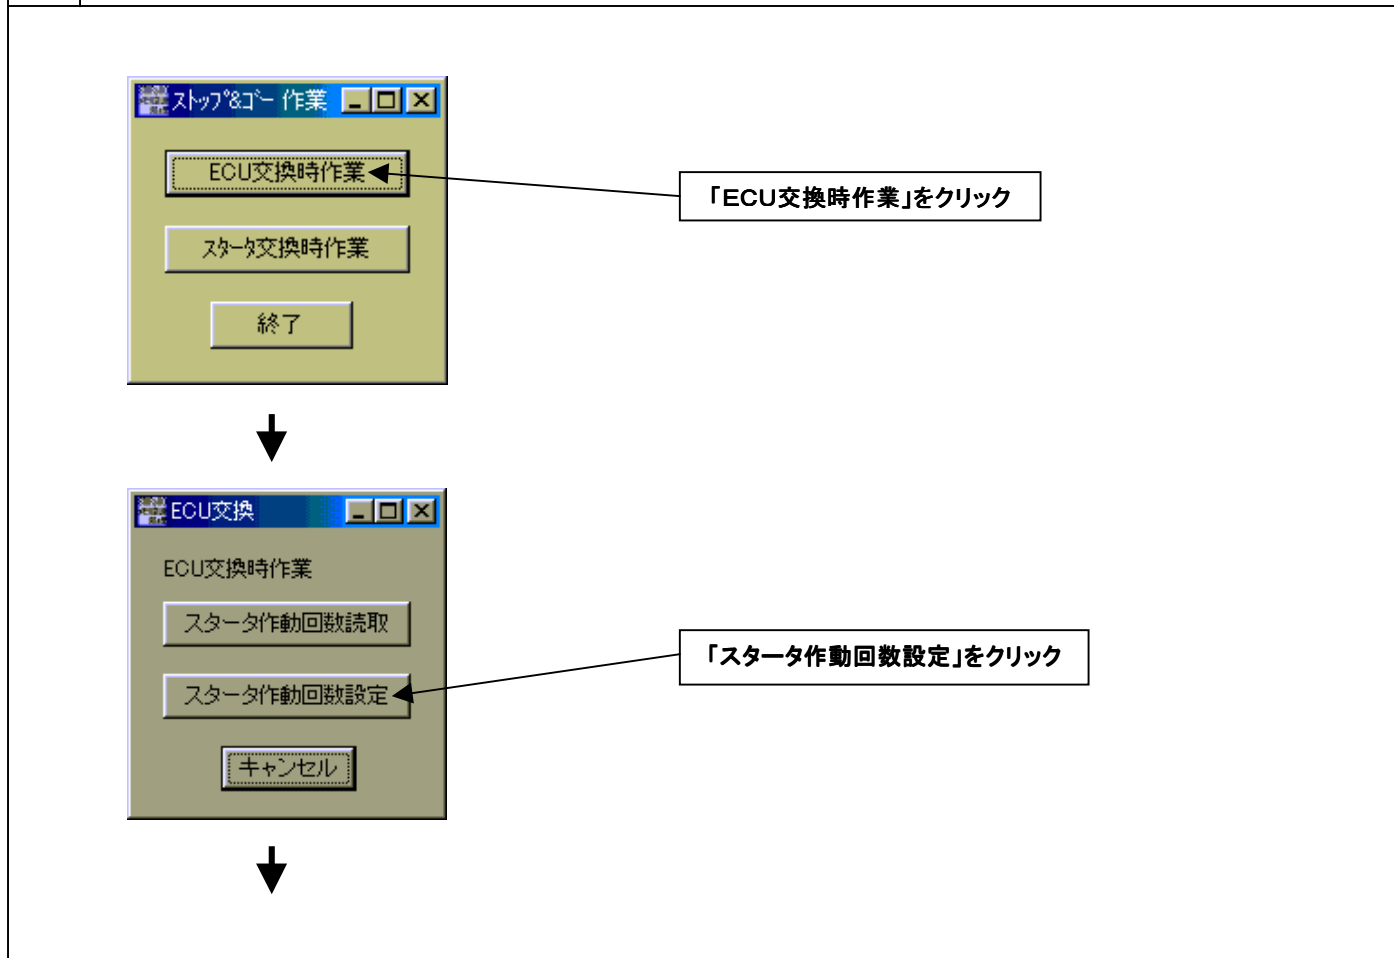 ｽﾄｯﾌﾟ&ｺﾞｰ 作業
ECU交換時作業
「ＥＣＵ交換時作業」をクリック
ｽﾀｰﾀ交換時作業
終了
ECU交換
ECU交換時作業
スタータ作動回数読取
「スタータ作動回数設定」をクリック
スタータ作動回数設定
キャンセル